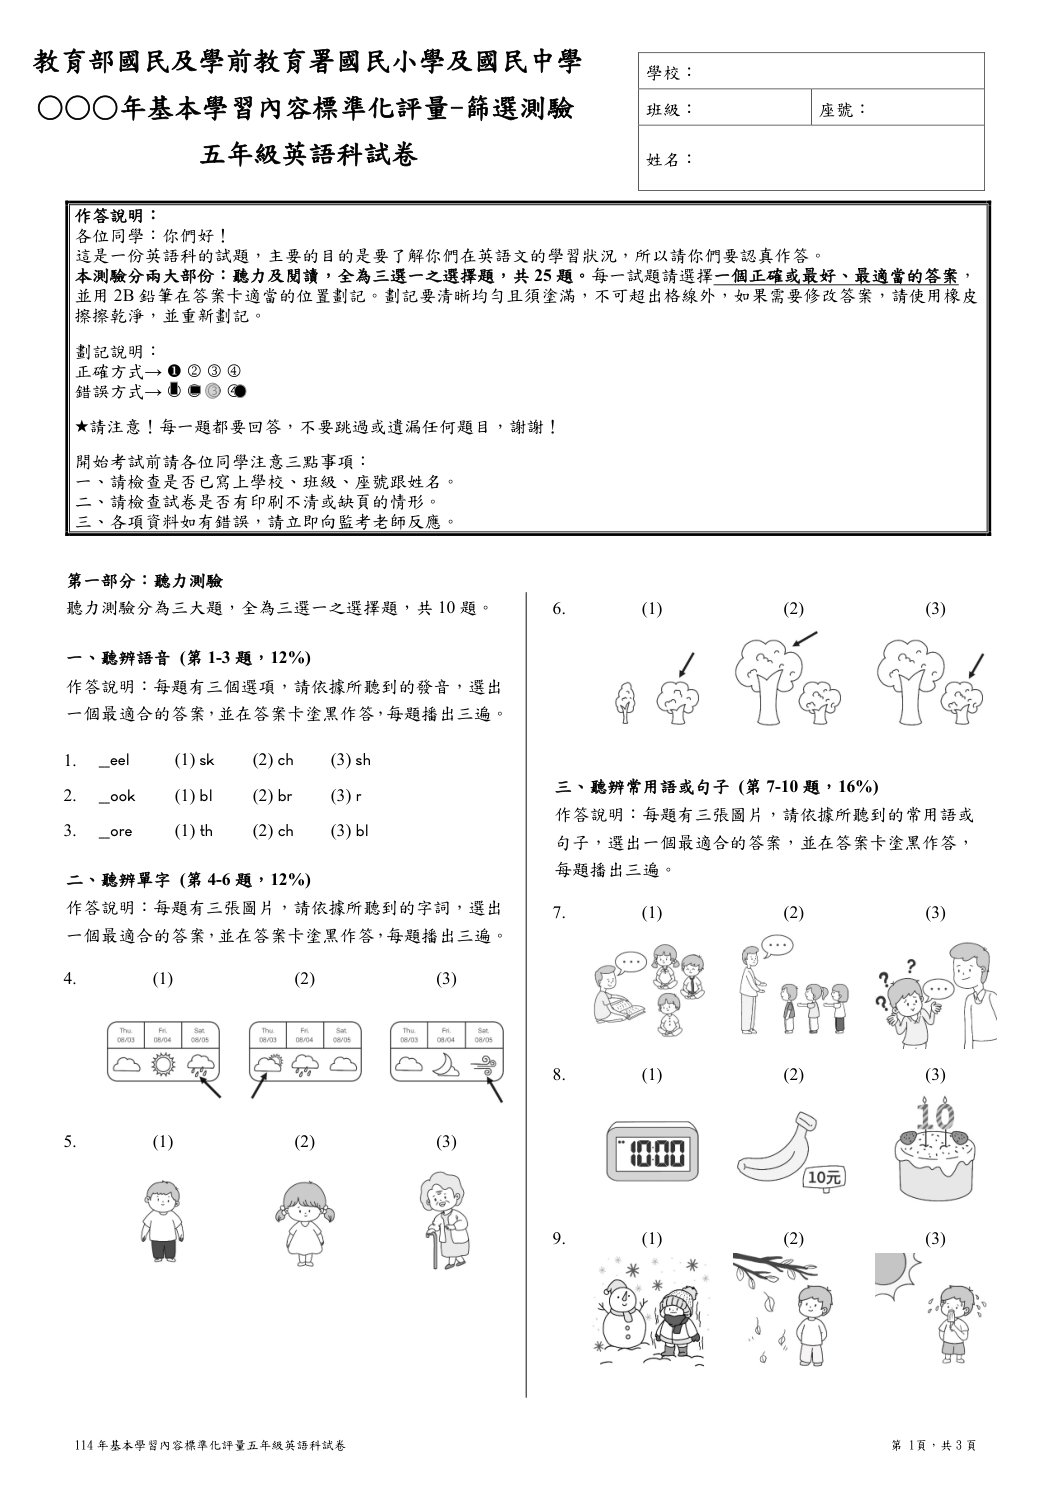 教育部國民及學前教育署國民小學及國民中學
○○○年基本學習內容標準化評量-篩選測驗
五年級英語科試卷
學校：
班級：
座號：
姓名：
作答說明：
各位同學：你們好！
這是一份英語科的試題，主要的目的是要了解你們在英語文的學習狀況，所以請你們要認真作答。
本測驗分兩大部份：聽力及閱讀，全為三選一之選擇題，共 25 題。每一試題請選擇一個正確或最好、最適當的答案，
並用 2B 鉛筆在答案卡適當的位置劃記。劃記要清晰均勻且須塗滿，不可超出格線外，如果需要修改答案，請使用橡皮
擦擦乾淨，並重新劃記。
劃記說明：
正確方式→ ❶ ② ③ ④
錯誤方式→ ① ② ③ ④
★請注意！每一題都要回答，不要跳過或遺漏任何題目，謝謝！
開始考試前請各位同學注意三點事項：
一、請檢查是否已寫上學校、班級、座號跟姓名。
二、請檢查試卷是否有印刷不清或缺頁的情形。
三、各項資料如有錯誤，請立即向監考老師反應。
第一部分：聽力測驗
聽力測驗分為三大題，全為三選一之選擇題，共 10 題。
一、聽辨語音 (第 1-3 題，12%)
作答說明：每題有三個選項，請依據所聽到的發音，選出
一個最適合的答案，並在答案卡塗黑作答，每題播出三遍。
1. _eel (1) sk (2) ch (3) sh
2. _ook (1) bl (2) br (3) r
3. _ore (1) th (2) ch (3) bl
二、聽辨單字 (第 4-6 題，12%)
作答說明：每題有三張圖片，請依據所聽到的字詞，選出
一個最適合的答案，並在答案卡塗黑作答，每題播出三遍。
4. (1) (2) (3)
Thu. Fri. Sat. Thu. Fri. Sat. Thu. Fri. Sat.
08/03 08/04 08/05 08/03 08/04 08/05 08/03 08/04 08/05
5. (1) (2) (3)
6. (1) (2) (3)
三、聽辨常用語或句子 (第 7-10 題，16%)
作答說明：每題有三張圖片，請依據所聽到的常用語或
句子，選出一個最適合的答案，並在答案卡塗黑作答，
每題播出三遍。
7. (1) (2) (3)
? ? ?
8. (1) (2) (3)
10:00
10元
10
9. (1) (2) (3)
114 年基本學習內容標準化評量五年級英語科試卷
第 1頁，共 3 頁